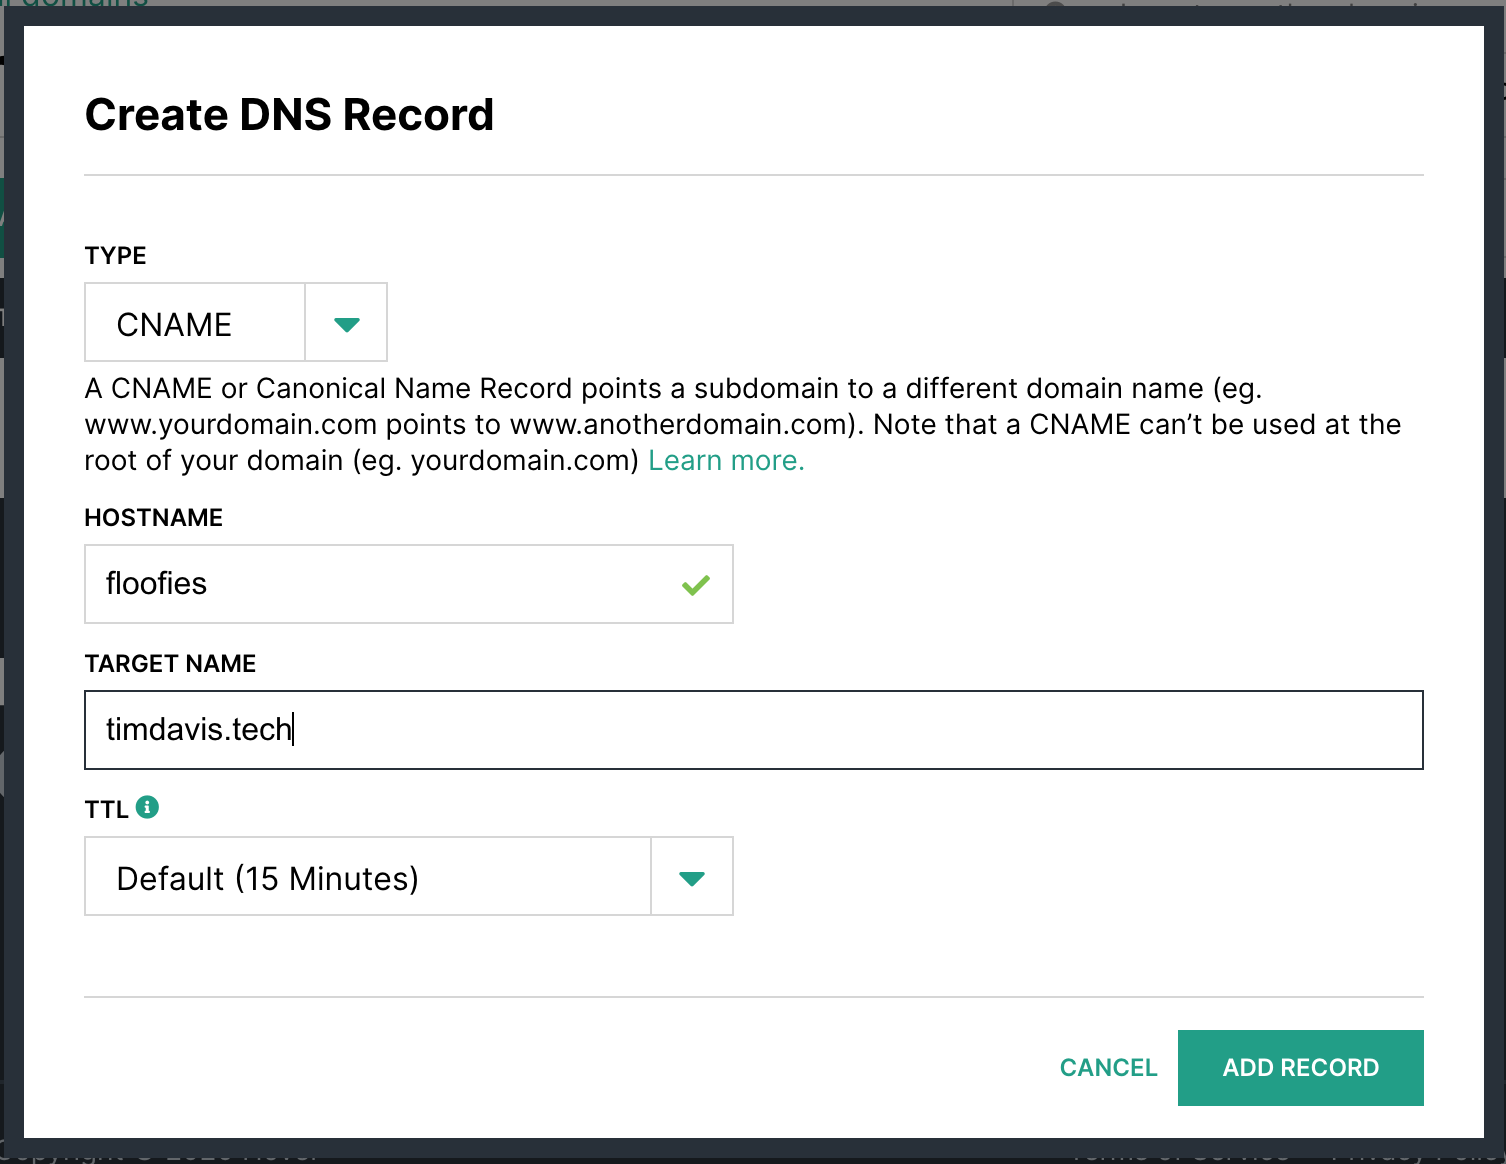 domains
Create DNS Record
TYPE
CNAME
A CNAME or Canonical Name Record points a subdomain to a different domain name (eg.
www.yourdomain.com points to www.anotherdomain.com). Note that a CNAME can’t be used at the
root of your domain (eg. yourdomain.com) Learn more.
HOSTNAME
floofies
TARGET NAME
timdavis.tech
TTL
Default (15 Minutes)
CANCEL
ADD RECORD